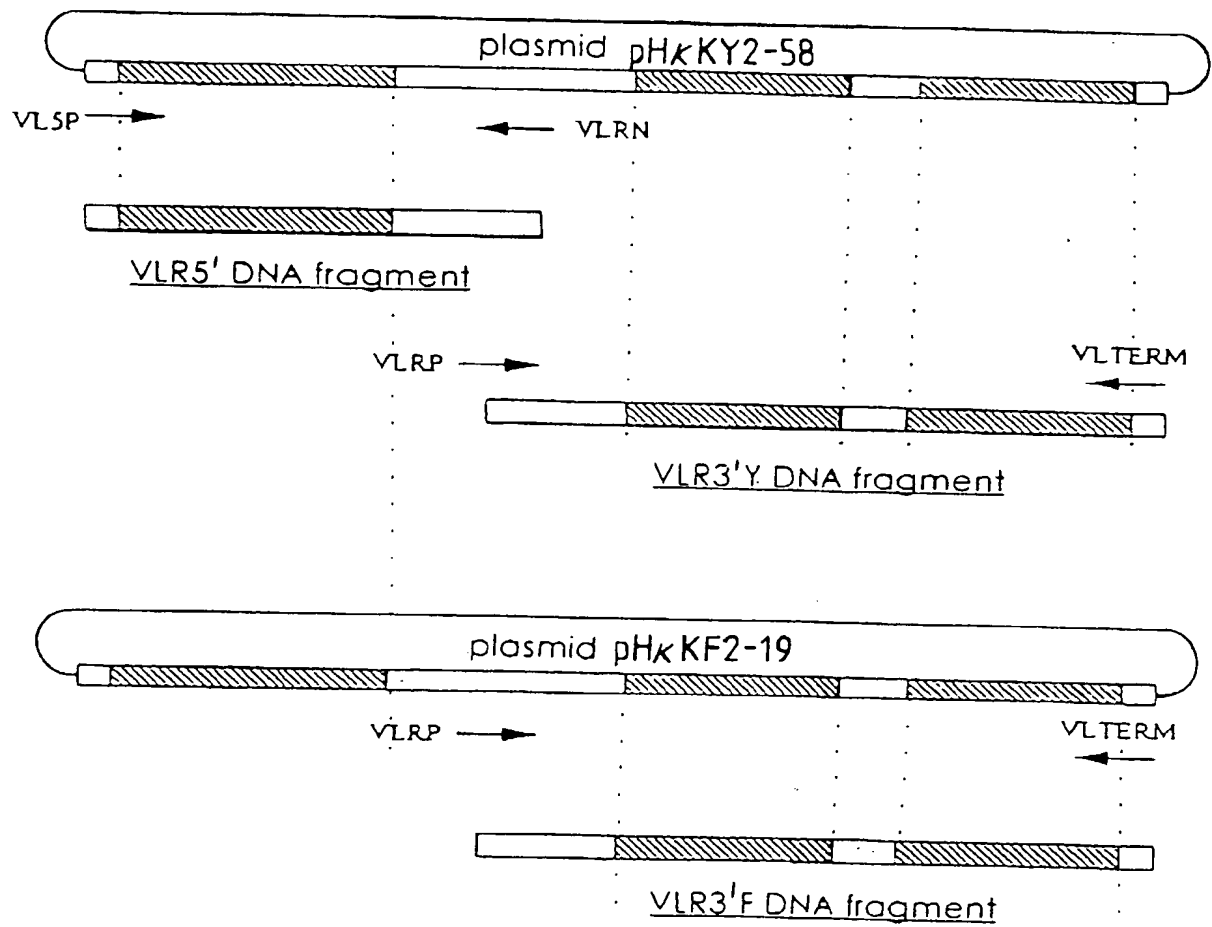 plasmid pHκKY2-58
VL5P
VLRN
VLR5' DNA fragment
VLRP
VLTERM
VLR3'Y DNA fragment
plasmid pHκKF2-19
VLRP
VLTERM
VLR3'F DNA fragment